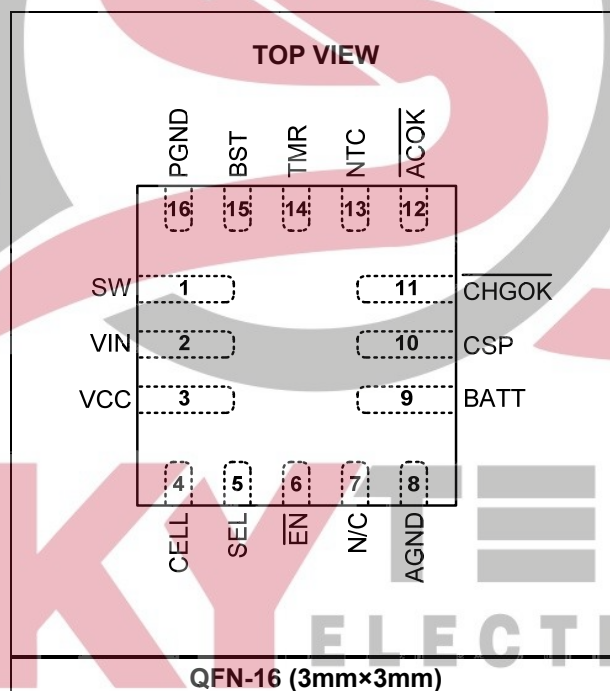 TOP VIEW
PGND BST TMR NTC ACOK
16 15 14 13 12
SW 1 11 CHGOK
VIN 2 10 CSP
VCC 3 9 BATT
4 5 6 7 8
CELL SEL EN N/C AGND
KYTE
ELECT
QFN-16 (3mm×3mm)